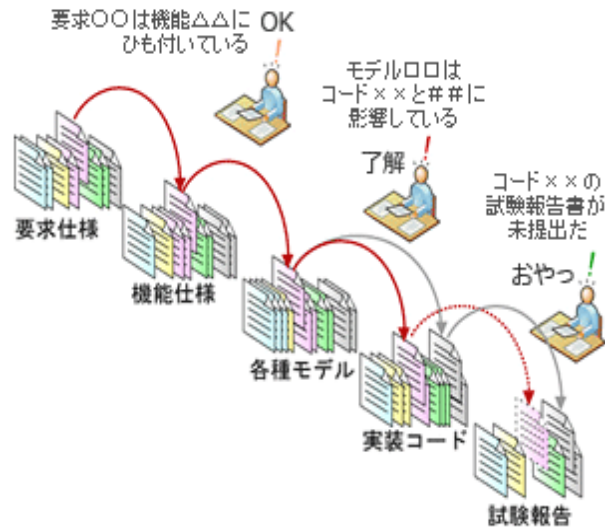 要求○○は機能△△に
ひも付いている
OK
モデル□□は
コード××と##に
影響している
了解
コード××の
試験報告書が
未提出だ
おやっ
要求仕様
機能仕様
各種モデル
実装コード
試験報告